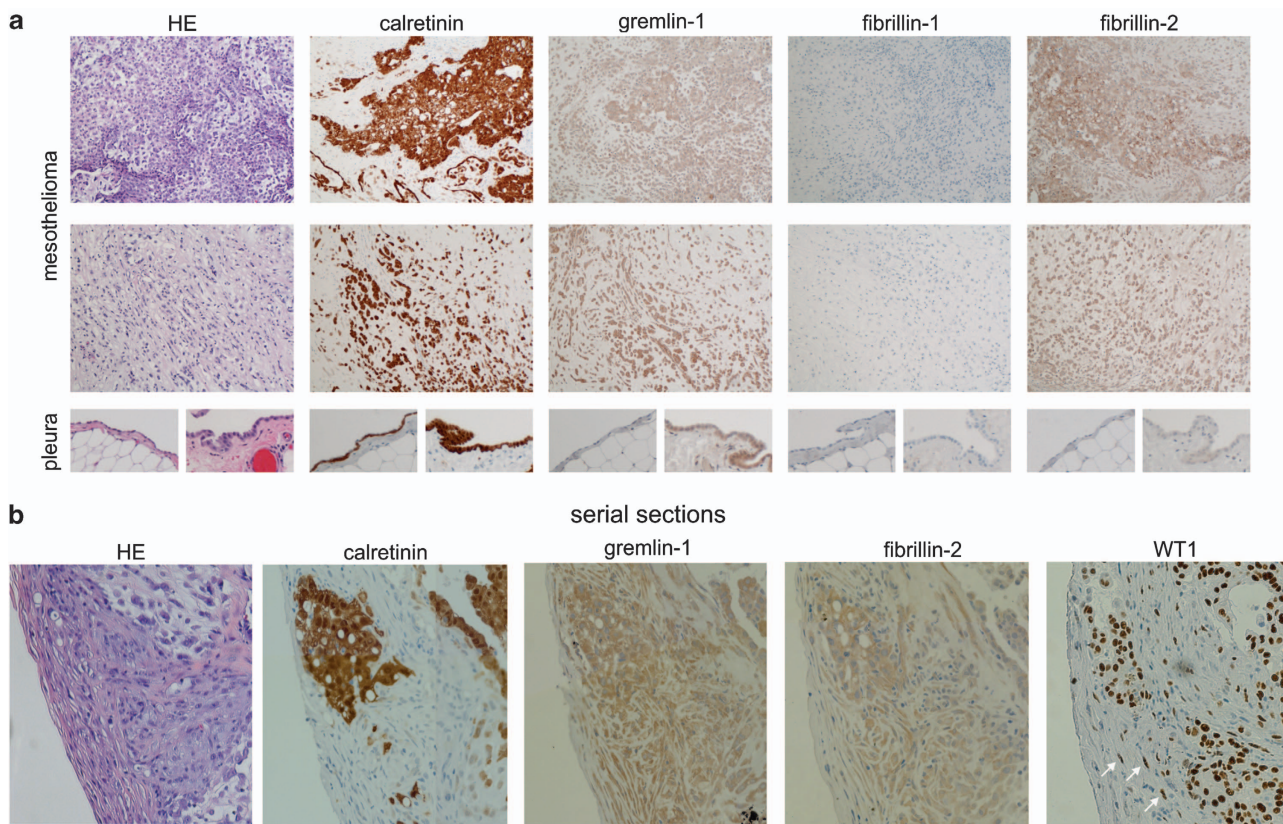 a
HE calretinin gremlin-1 fibrillin-1 fibrillin-2
mesothelioma
pleura
b
serial sections
HE calretinin gremlin-1 fibrillin-2 WT1